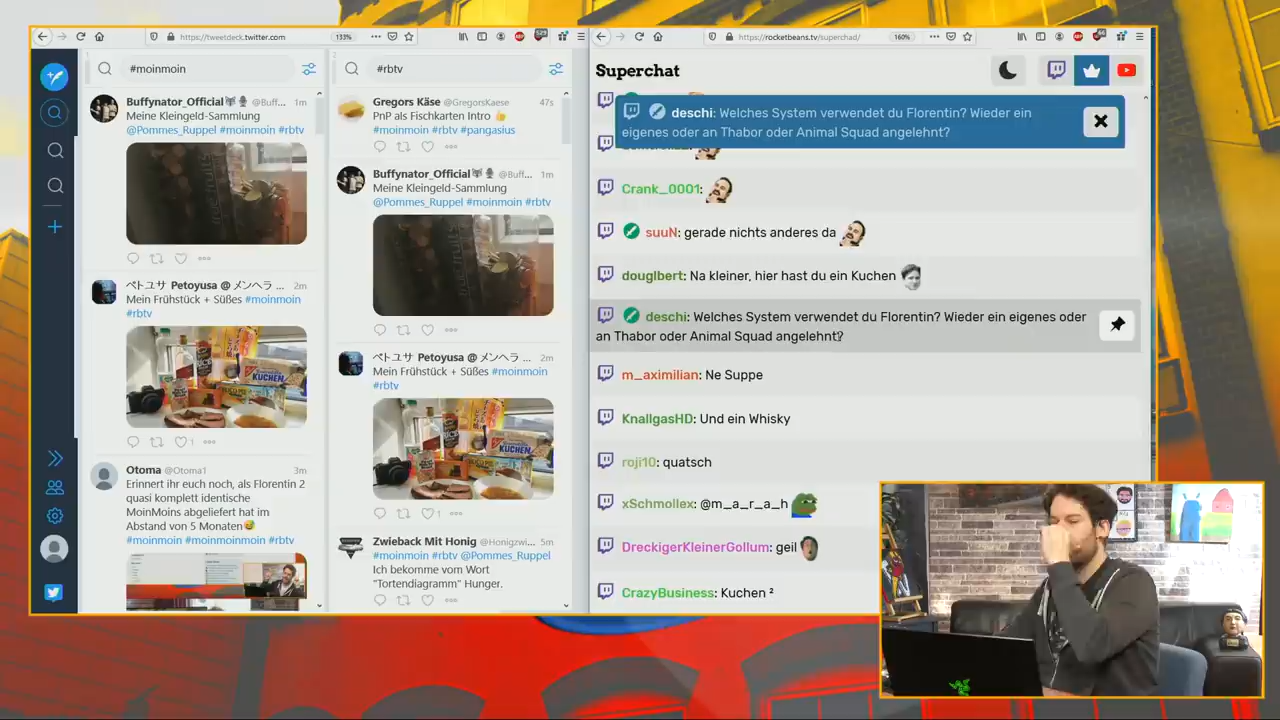 https://tweetdeck.twitter.com
133%
#moinmoin
Buffynator_Official @Buff... 1m
Meine Kleingeld-Sammlung
@Pommes_Ruppel #moinmoin #rbtv
ペトユサ Petoyusa @ メンヘラ ... 2m
Mein Frühstück + Süßes #moinmoin
#rbtv
1
Otoma @Otoma1 3m
Erinnert ihr euch noch, als Florentin 2
quasi komplett identische
MoinMoins abgeliefert hat im
Abstand von 5 Monaten
#moinmoin #moinmoinmoin #rbtv
#rbtv
Gregors Käse @GregorsKaese 47s
PnP als Fischkarten Intro
#moinmoin #rbtv #pangasius
Buffynator_Official @Buff... 1m
Meine Kleingeld-Sammlung
@Pommes_Ruppel #moinmoin #rbtv
ペトユサ Petoyusa @ メンヘラ ... 2m
Mein Frühstück + Süßes #moinmoin
#rbtv
Zwieback Mit Honig @Honigzwi... 5m
#moinmoin #rbtv @Pommes_Ruppel
Ich bekomme vom Wort
"Tortendiagramm" Hunger.
https://rocketbeans.tv/superchad/
160%
Superchat
deschi: Welches System verwendet du Florentin? Wieder ein
eigenes oder an Thabor oder Animal Squad angelehnt?
Crank_0001:
suuN: gerade nichts anderes da
douglbert: Na kleiner, hier hast du ein Kuchen
deschi: Welches System verwendet du Florentin? Wieder ein eigenes oder
an Thabor oder Animal Squad angelehnt?
m_aximilian: Ne Suppe
KnallgasHD: Und ein Whisky
roji10: quatsch
xSchmollex: @m_a_r_a_h
DreckigerKleinerGollum: geil
CrazyBusiness: Kuchen ²